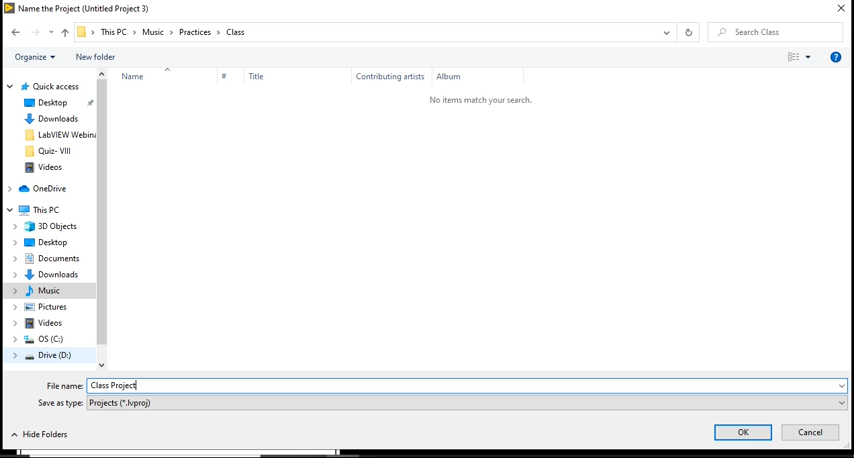 Name the Project (Untitled Project 3)
This PC > Music > Practices > Class
Search Class
Organize
New folder
Name
#
Title
Contributing artists
Album
No items match your search.
Quick access
Desktop
Downloads
LabVIEW Webina
Quiz- VIII
Videos
OneDrive
This PC
3D Objects
Desktop
Documents
Downloads
Music
Pictures
Videos
OS (C:)
Drive (D:)
File name: Class Project
Save as type: Projects (*.lvproj)
Hide Folders
OK
Cancel